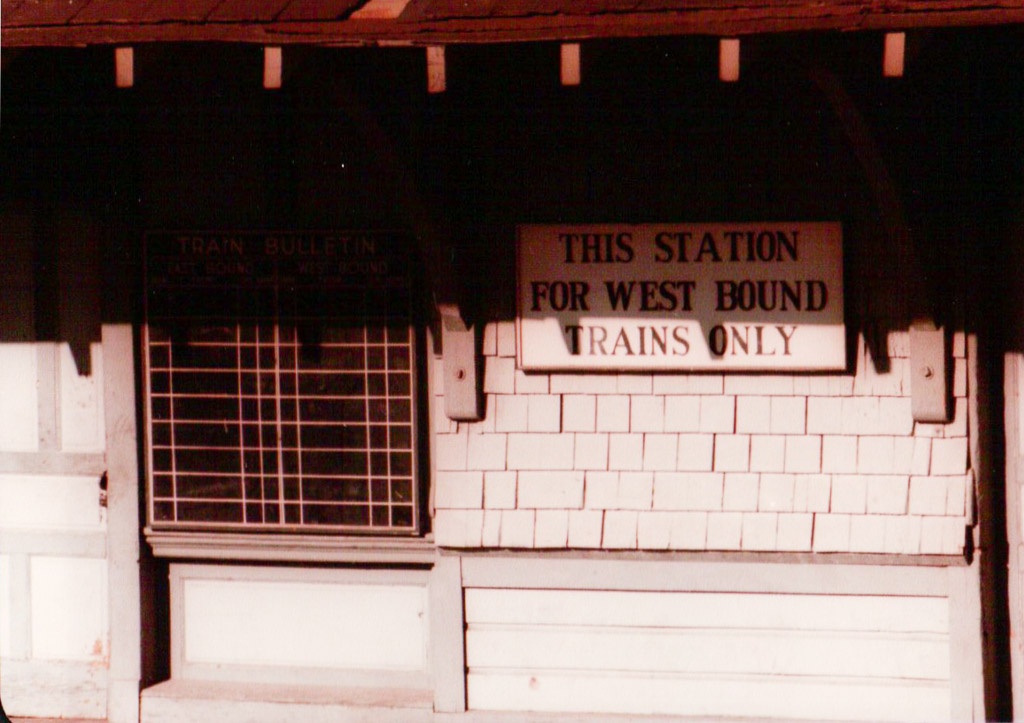 TRAIN BULLETIN
EAST BOUND WEST BOUND
THIS STATION
FOR WEST BOUND
TRAINS ONLY